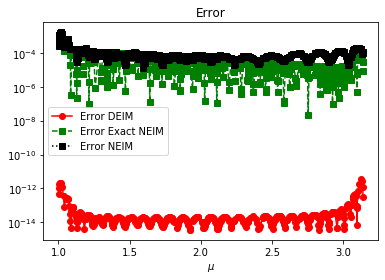 Error
10⁻⁴
10⁻⁶
10⁻⁸
10⁻¹⁰
10⁻¹²
10⁻¹⁴
Error DEIM
Error Exact NEIM
Error NEIM
1.0 1.5 2.0 2.5 3.0
μ